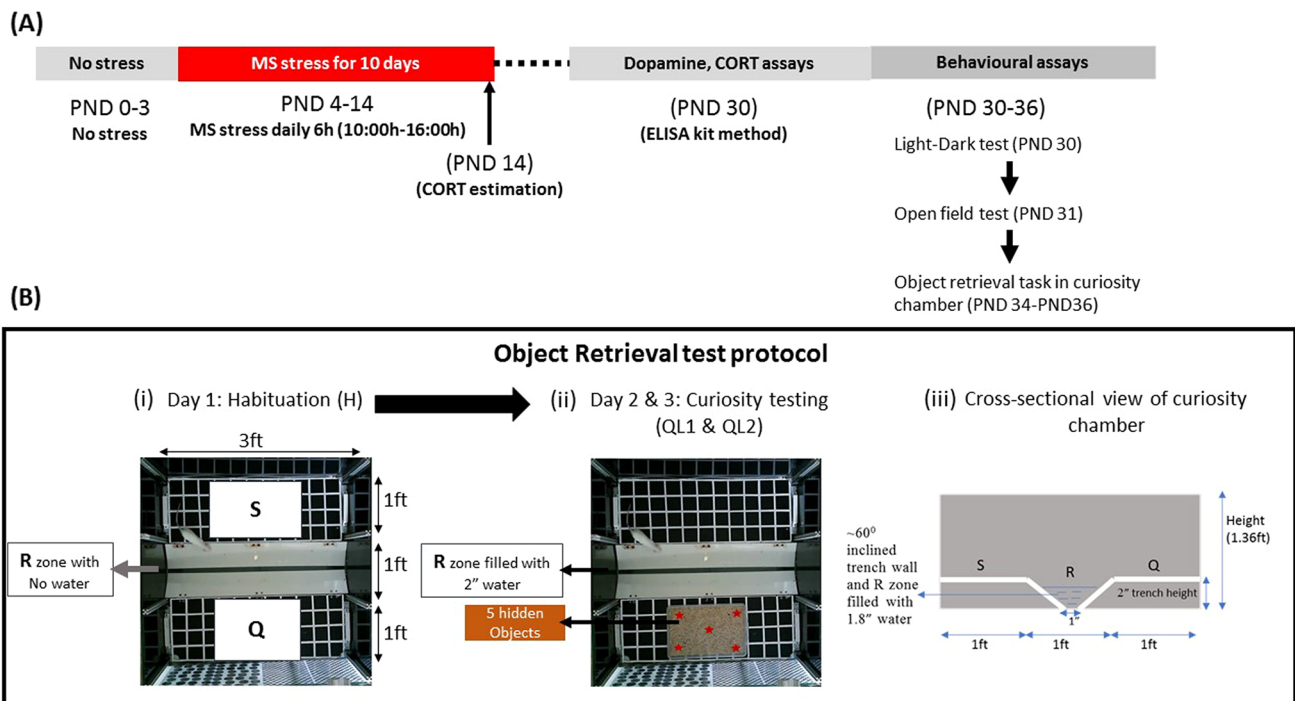 (A)
No stress
MS stress for 10 days
Dopamine, CORT assays
Behavioural assays
PND 0-3
No stress
PND 4-14
MS stress daily 6h (10:00h-16:00h)
(PND 14)
(CORT estimation)
(PND 30)
(ELISA kit method)
(PND 30-36)
Light-Dark test (PND 30)
Open field test (PND 31)
Object retrieval task in curiosity
chamber (PND 34-PND36)
(B)
Object Retrieval test protocol
(i) Day 1: Habituation (H)
3ft
S
1ft
R zone with
No water
1ft
Q
1ft
(ii) Day 2 & 3: Curiosity testing
(QL1 & QL2)
R zone filled with
2” water
5 hidden
Objects
(iii) Cross-sectional view of curiosity
chamber
~60⁰
inclined
trench wall
and R zone
filled with
1.8” water
S
R
Q
Height
(1.36ft)
2” trench height
1”
1ft
1ft
1ft